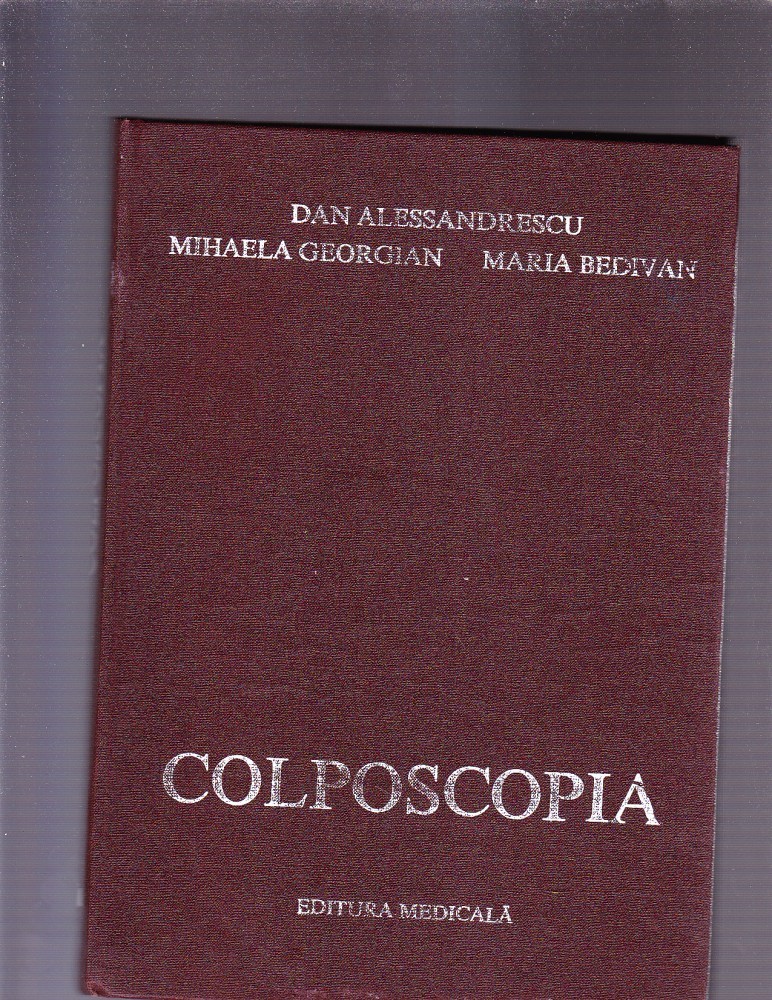 DAN ALESSANDRESCU
MIHAELA GEORGIAN MARIA BEDIVAN
COLPOSCOPIA
EDITURA MEDICALĂ